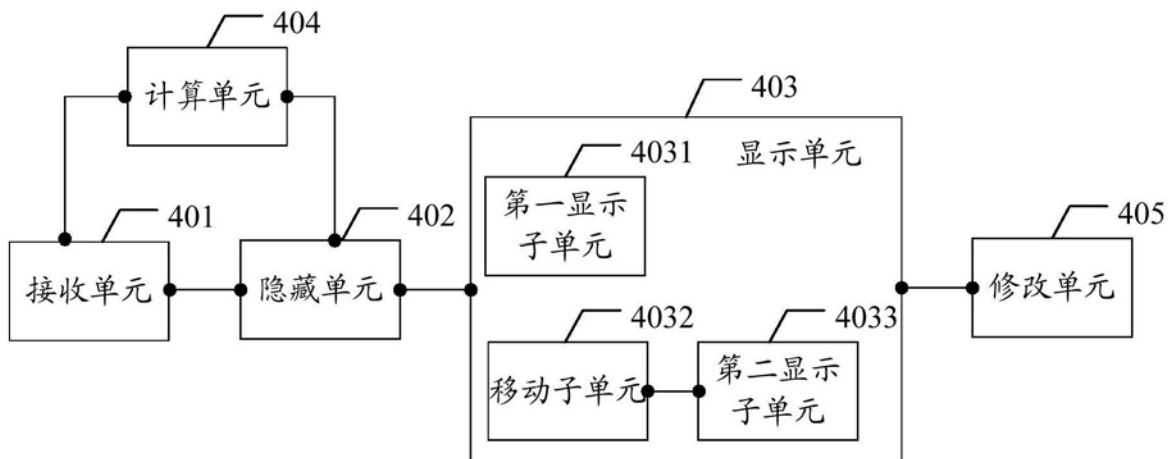 404
计算单元
403
4031
显示单元
第一显示
子单元
401
402
405
接收单元
隐藏单元
修改单元
4032
4033
移动子单元
第二显示
子单元